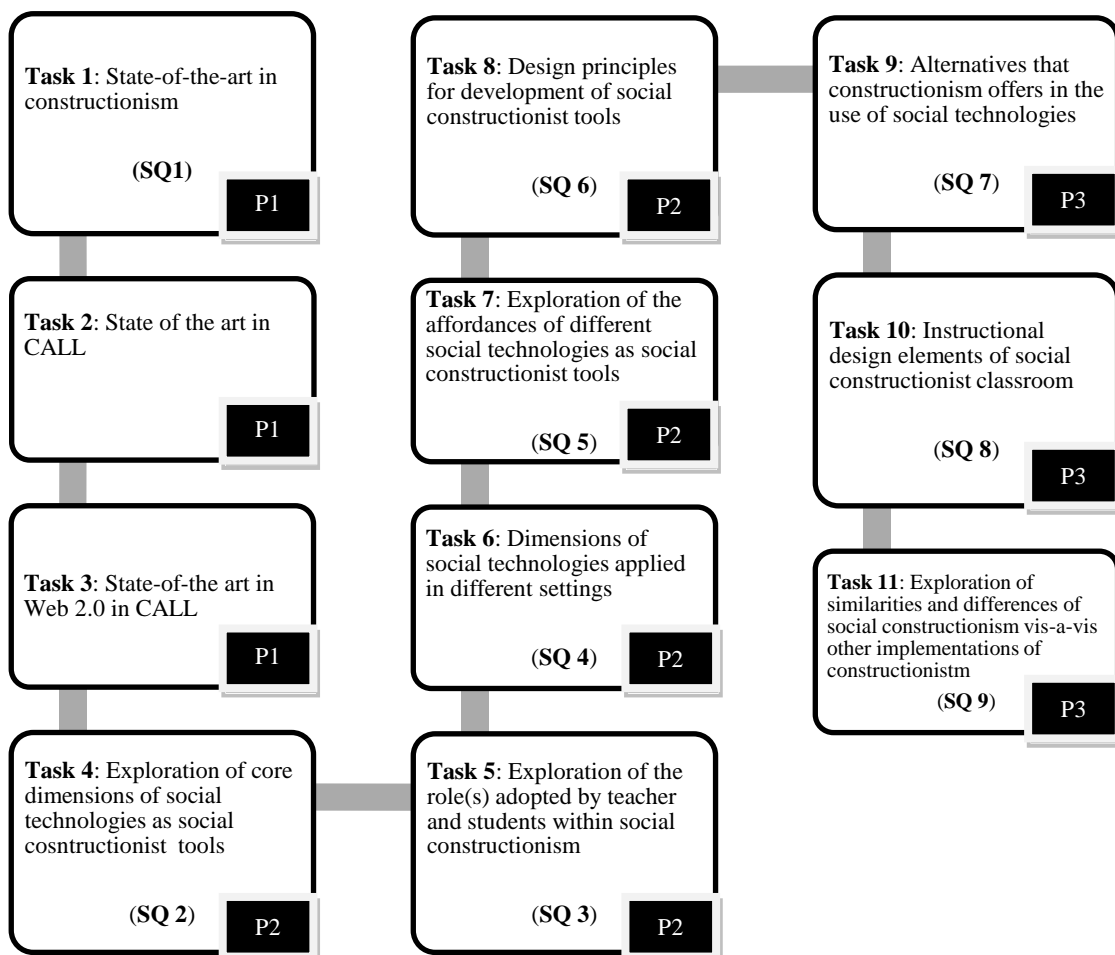 Task 1: State-of-the-art in
constructionism
(SQ1)
P1
Task 2: State of the art in
CALL
P1
Task 3: State-of-the art in
Web 2.0 in CALL
P1
Task 4: Exploration of core
dimensions of social
technologies as social
cosntructionist tools
(SQ 2)
P2
Task 5: Exploration of the
role(s) adopted by teacher
and students within social
constructionism
(SQ 3)
P2
Task 6: Dimensions of
social technologies applied
in different settings
(SQ 4)
P2
Task 7: Exploration of the
affordances of different
social technologies as social
constructionist tools
(SQ 5)
P2
Task 8: Design principles
for development of social
constructionist tools
(SQ 6)
P2
Task 9: Alternatives that
constructionism offers in the
use of social technologies
(SQ 7)
P3
Task 10: Instructional
design elements of social
constructionist classroom
(SQ 8)
P3
Task 11: Exploration of
similarities and differences of
social constructionism vis-a-vis
other implementations of
constructionistm
(SQ 9)
P3